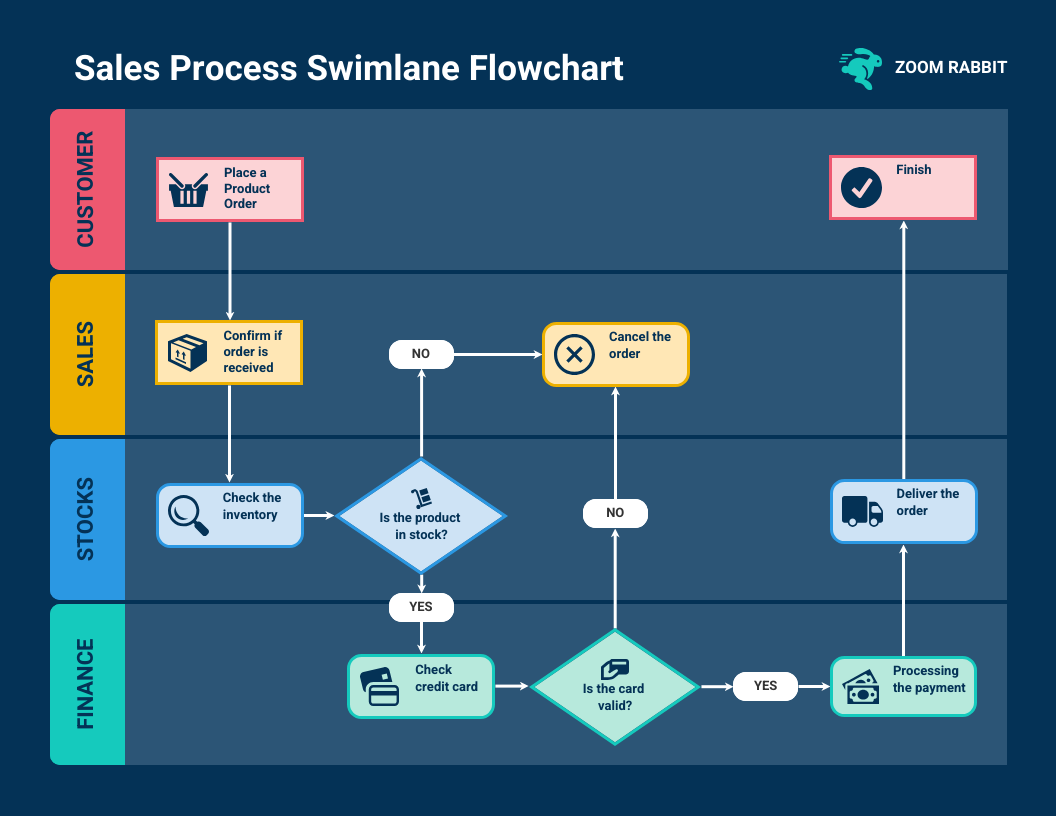 Sales Process Swimlane Flowchart
ZOOM RABBIT
CUSTOMER
Place a
Product
Order
Finish
SALES
Confirm if
order is
received
NO
Cancel the
order
STOCKS
Check the
inventory
Is the product
in stock?
NO
Deliver the
order
YES
FINANCE
Check
credit card
Is the card
valid?
YES
Processing
the payment